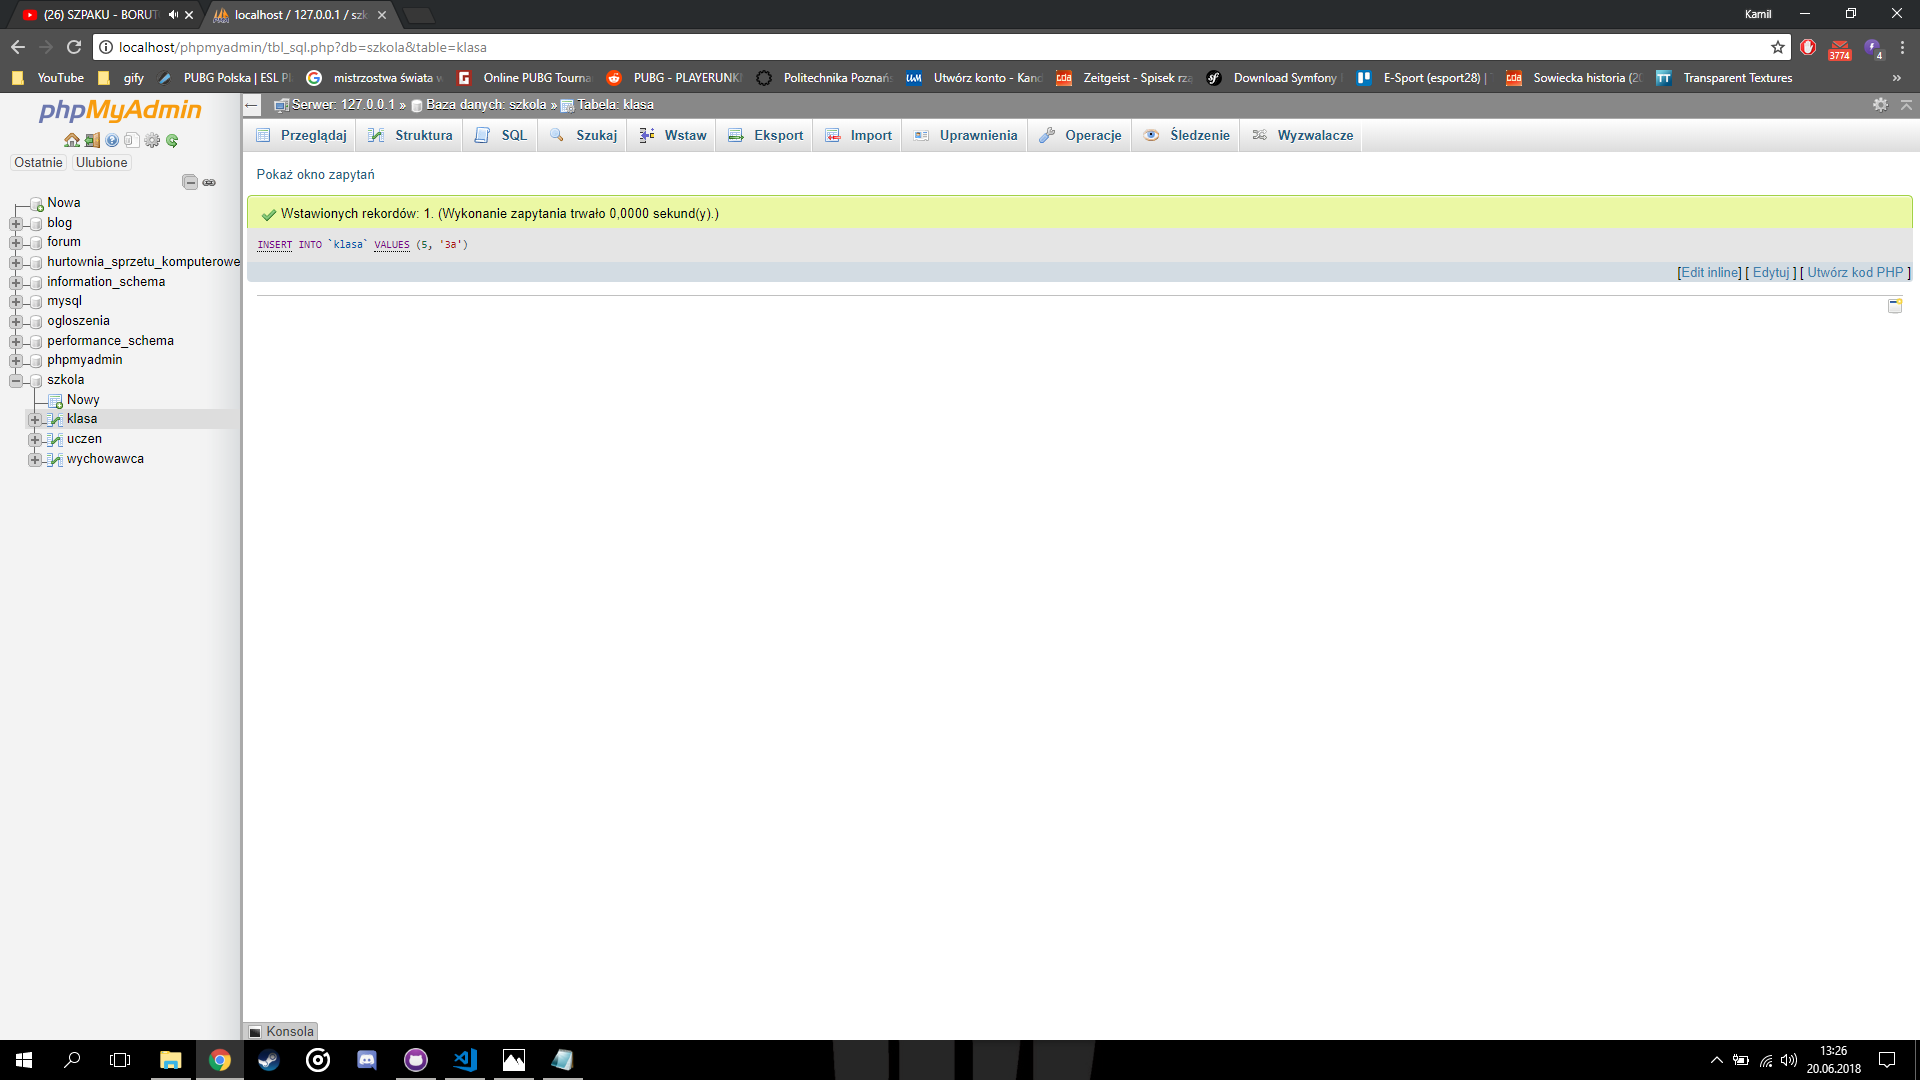 (26) SZPAKU - BORUT
localhost / 127.0.0.1 / szk
Kamil
localhost/phpmyadmin/tbl_sql.php?db=szkola&table=klasa
3774
4
YouTube
gify
PUBG Polska | ESL Pl
mistrzostwa świata w
Online PUBG Tourna
PUBG - PLAYERUNK
Politechnika Poznańs
Utwórz konto - Kand
Zeitgeist - Spisek rzą
Download Symfony
E-Sport (esport28) |
Sowiecka historia (20
TT
Transparent Textures
»
phpMyAdmin
Ostatnie
Ulubione
Nowa
blog
forum
hurtownia_sprzetu_komputerowe
information_schema
mysql
ogloszenia
performance_schema
phpmyadmin
szkola
Nowy
klasa
uczen
wychowawca
Serwer: 127.0.0.1 » Baza danych: szkola » Tabela: klasa
Przeglądaj
Struktura
SQL
Szukaj
Wstaw
Eksport
Import
Uprawnienia
Operacje
Śledzenie
Wyzwalacze
Pokaż okno zapytań
Wstawionych rekordów: 1. (Wykonanie zapytania trwało 0,0000 sekund(y).)
INSERT INTO `klasa` VALUES (5, '3a')
[Edit inline] [ Edytuj ] [ Utwórz kod PHP ]
Konsola
13:26
20.06.2018